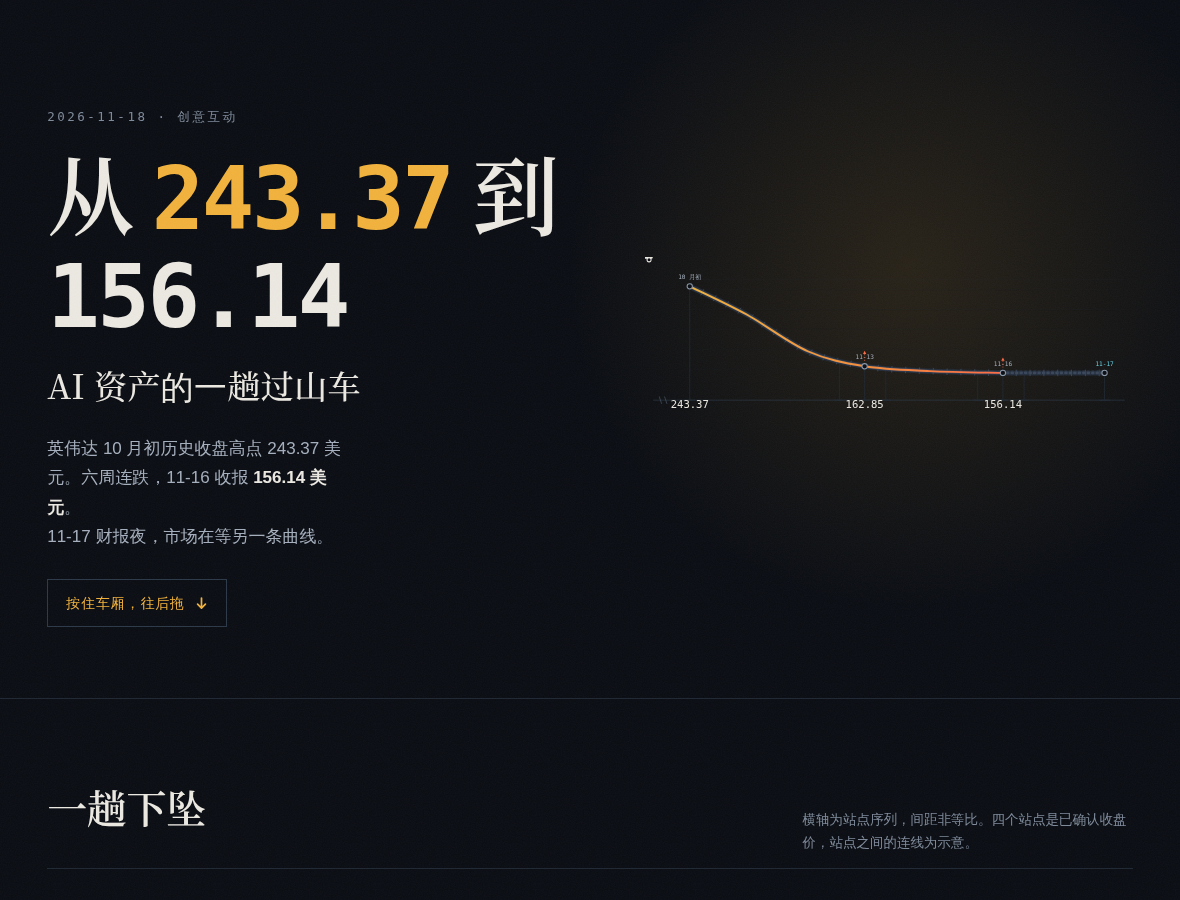 2026-11-18 · 创意互动
从 243.37 到
156.14
AI 资产的一趟过山车
英伟达 10 月初历史收盘高点 243.37 美
元。六周连跌，11-16 收报 156.14 美
元。
11-17 财报夜，市场在等另一条曲线。
按住车厢，往后拖 ↓
10 月初
11-13
11-16
11-17
243.37
162.85
156.14
一趟下坠
横轴为站点序列，间距非等比。四个站点是已确认收盘
价，站点之间的连线为示意。